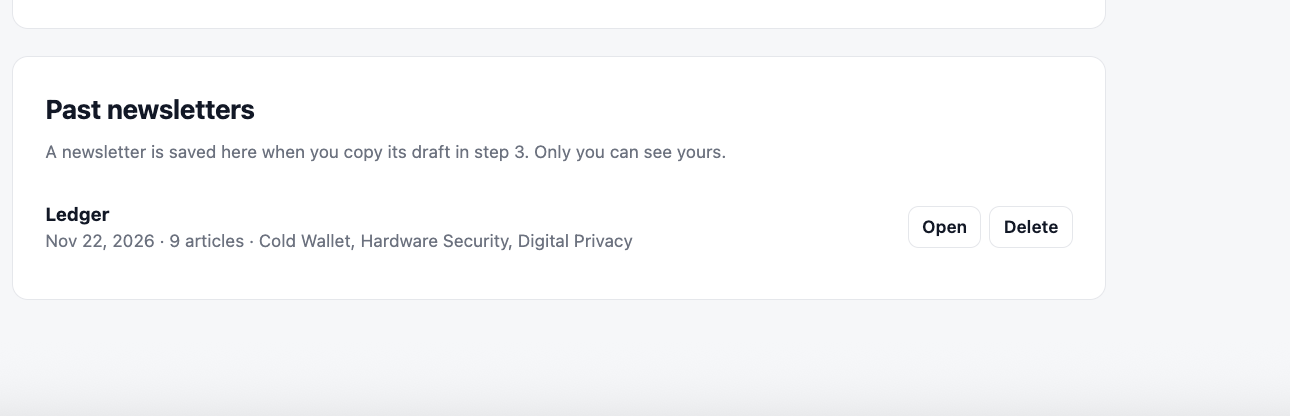 Past newsletters
A newsletter is saved here when you copy its draft in step 3. Only you can see yours.
Ledger
Nov 22, 2026 · 9 articles · Cold Wallet, Hardware Security, Digital Privacy
Open
Delete